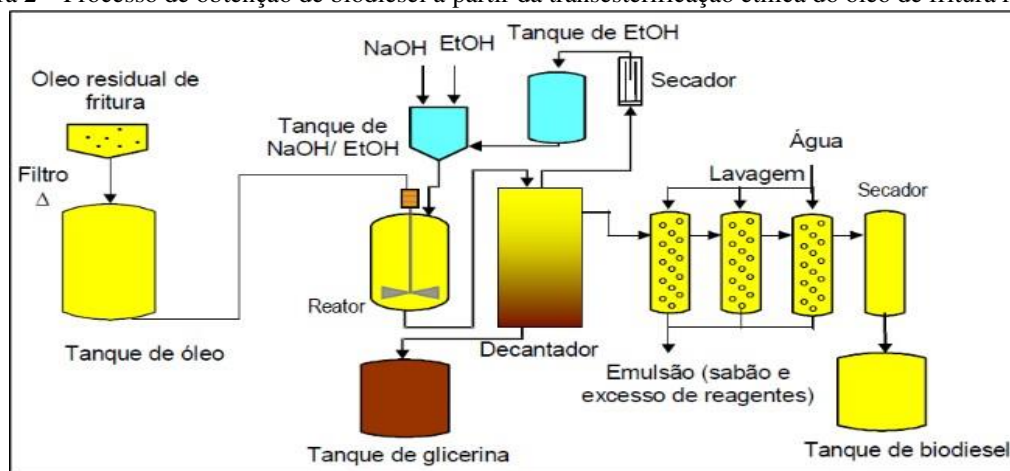 2 – Processo de obtenção de biodiesel a partir da transesterificação etílica do óleo de fritura
Óleo residual de
fritura
Filtro
Δ
Tanque de óleo
NaOH
EtOH
Tanque de
NaOH/ EtOH
Reator
Tanque de EtOH
Secador
Decantador
Tanque de glicerina
Água
Lavagem
Secador
Emulsão (sabão e
excesso de reagentes)
Tanque de biodiesel